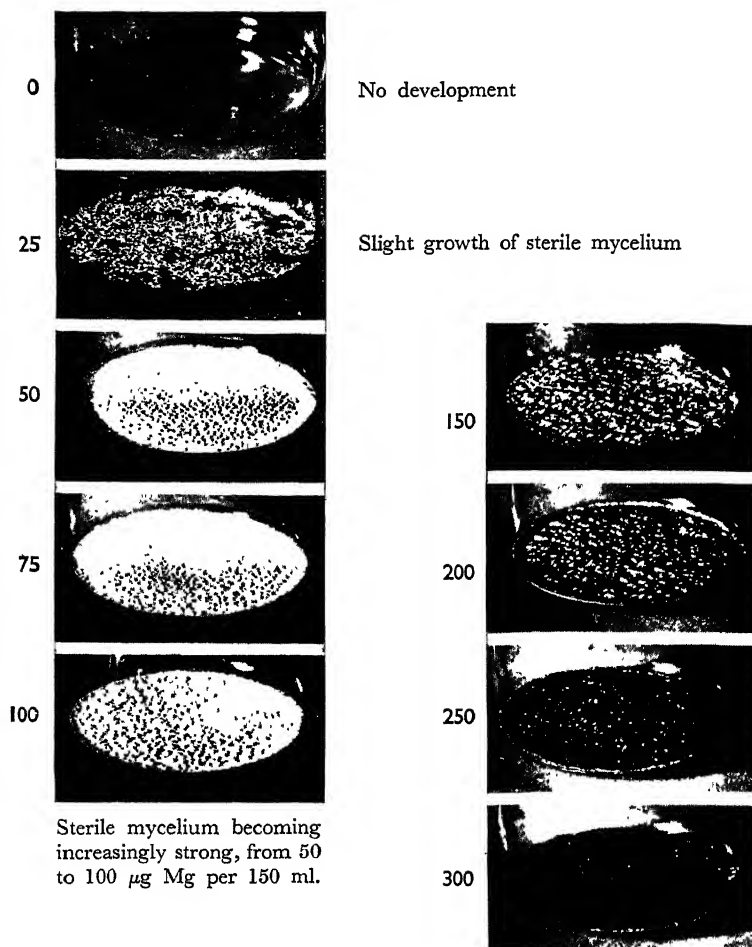 0
No development
25
Slight growth of sterile mycelium
50
75
100
Sterile mycelium becoming
increasingly strong, from 50
to 100 μg Mg per 150 ml.
150
200
250
300